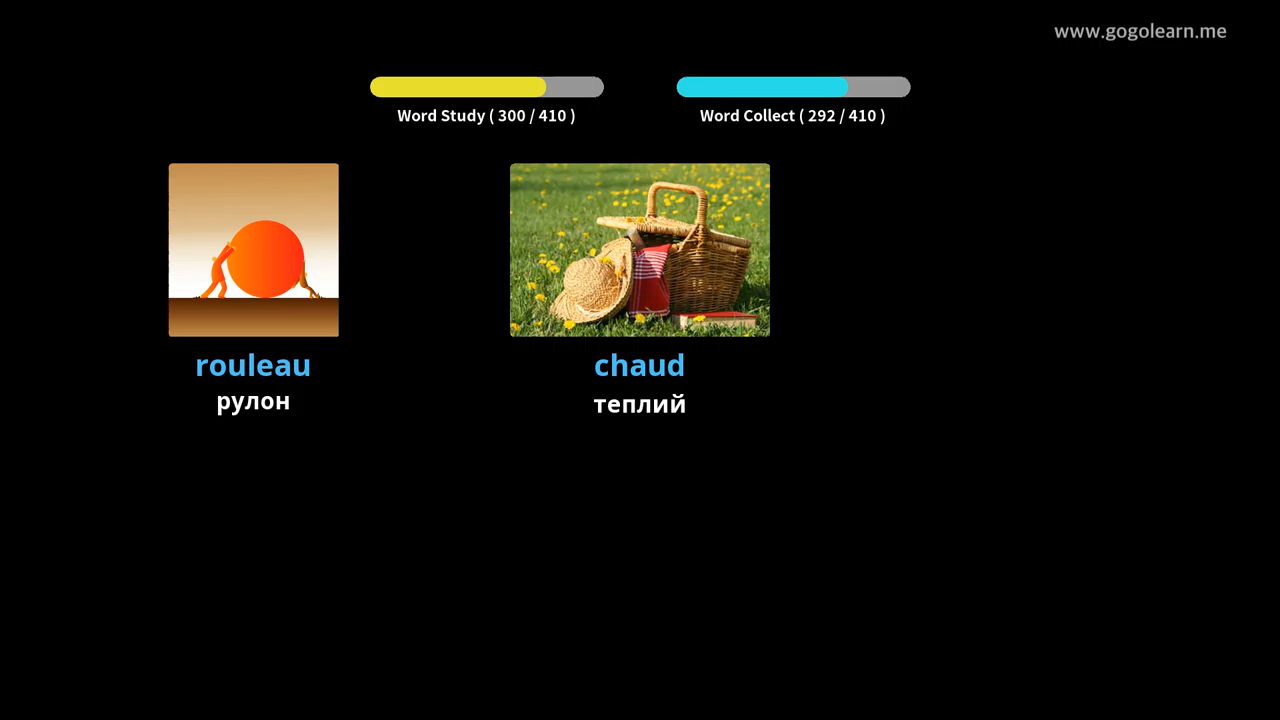 www.gogolearn.me
Word Study ( 300 / 410 )
Word Collect ( 292 / 410 )
rouleau
рулон
chaud
теплий